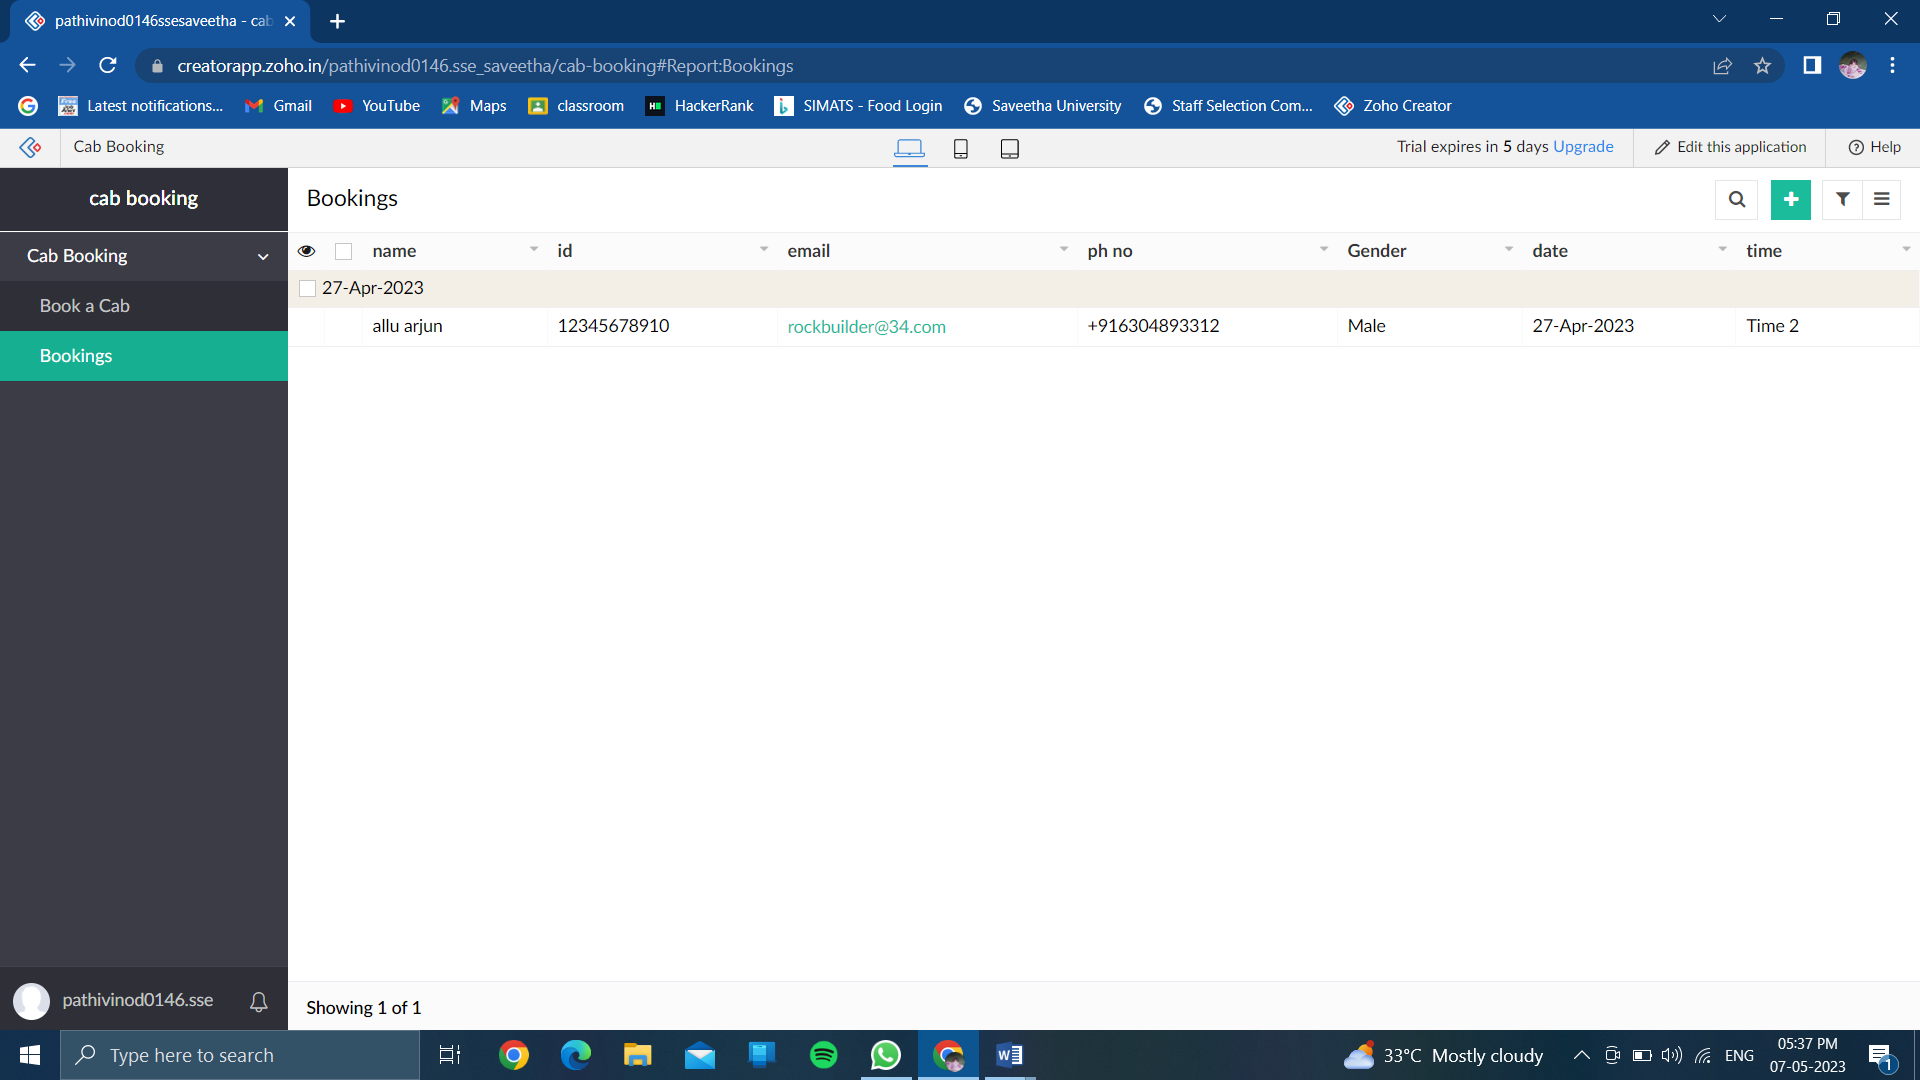 pathivinod0146ssesaveetha - cab
creatorapp.zoho.in/pathivinod0146.sse_saveetha/cab-booking#Report:Bookings
Latest notifications... Gmail YouTube Maps classroom HackerRank SIMATS - Food Login Saveetha University Staff Selection Com... Zoho Creator
Cab Booking Trial expires in 5 days Upgrade Edit this application Help
cab booking
Bookings
Cab Booking
name id email ph no Gender date time
27-Apr-2023
Book a Cab
allu arjun 12345678910 rockbuilder@34.com +916304893312 Male 27-Apr-2023 Time 2
Bookings
pathivinod0146.sse
Showing 1 of 1
Type here to search
33°C Mostly cloudy ENG
05:37 PM
07-05-2023
1